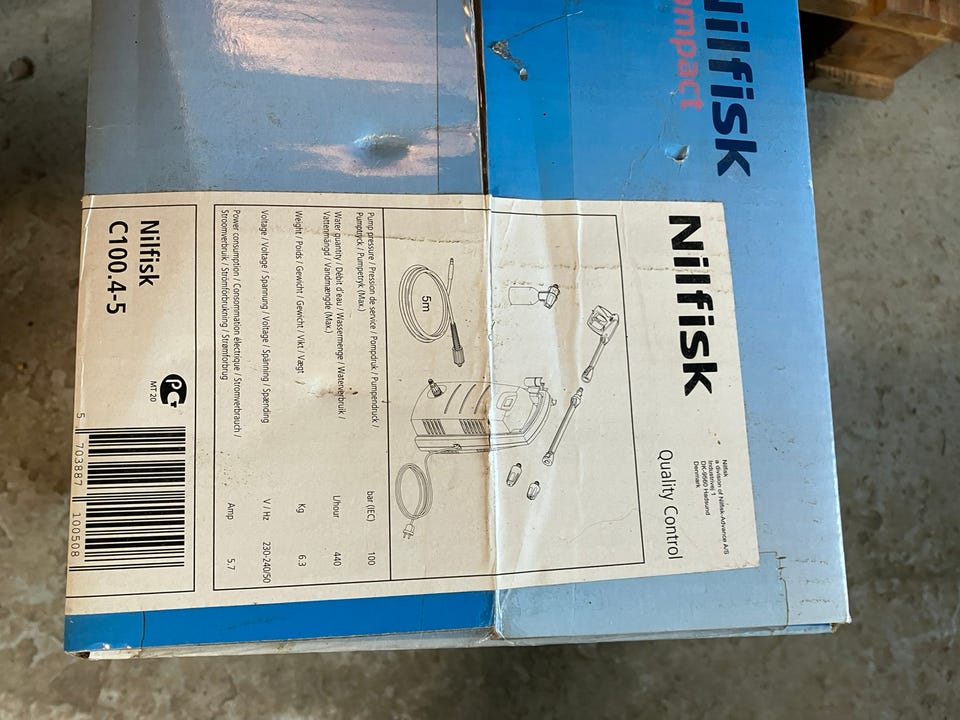 Nilfisk
ompact
Nilfisk
Nilfisk
a division of Nilfisk-Advance A/S
Industrivej 1
DK-9560 Hadsund
Denmark
Quality Control
5m
Pump pressure / Pression de service / Pompdruk / Pumpendruck / bar (IEC) 100
Pumptryck / Pumpetryk (Max.)
Water quantity / Débit d'eau / Wassermenge / Waterverbruik / L/hour 440
Vattenmängd / Vandmængde (Max.)
Weight / Poids / Gewicht / Gewicht / Vikt / Vægt Kg 6.3
Voltage / Voltage / Spannung / Voltage / Spänning / Spænding V / Hz 230-240/50
Power consumption / Consommation électrique / Stromverbrauch / Amp 5.7
Stroomverbruik / Strömförbrukning / Strømforbrug
Nilfisk
C100.4-5
PCT
MT 20
5 703887 100508